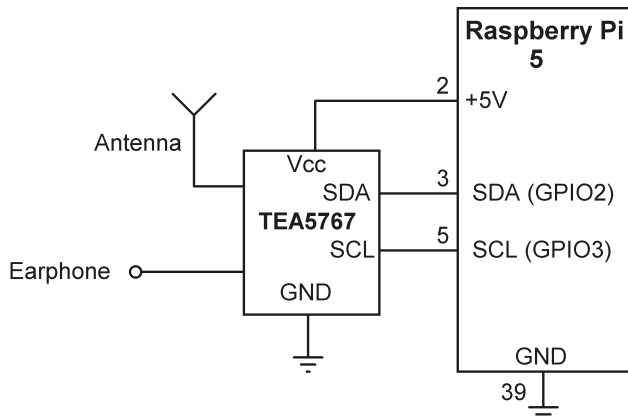 Raspberry Pi
5
2
+5V
Antenna
Vcc
SDA
3
SDA (GPIO2)
TEA5767
5
SCL
SCL (GPIO3)
Earphone
GND
GND
39